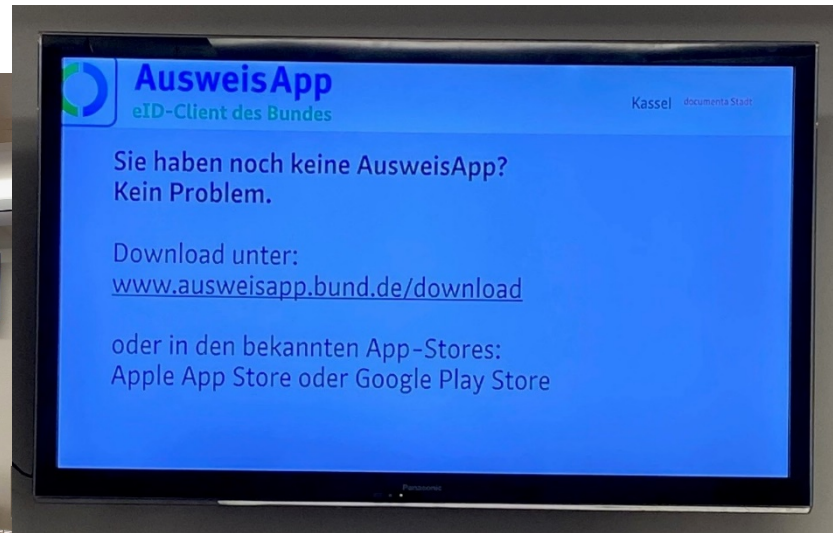 AusweisApp
eID-Client des Bundes
Kassel documenta Stadt
Sie haben noch keine AusweisApp?
Kein Problem.
Download unter:
www.ausweisapp.bund.de/download
oder in den bekannten App-Stores:
Apple App Store oder Google Play Store
Panasonic